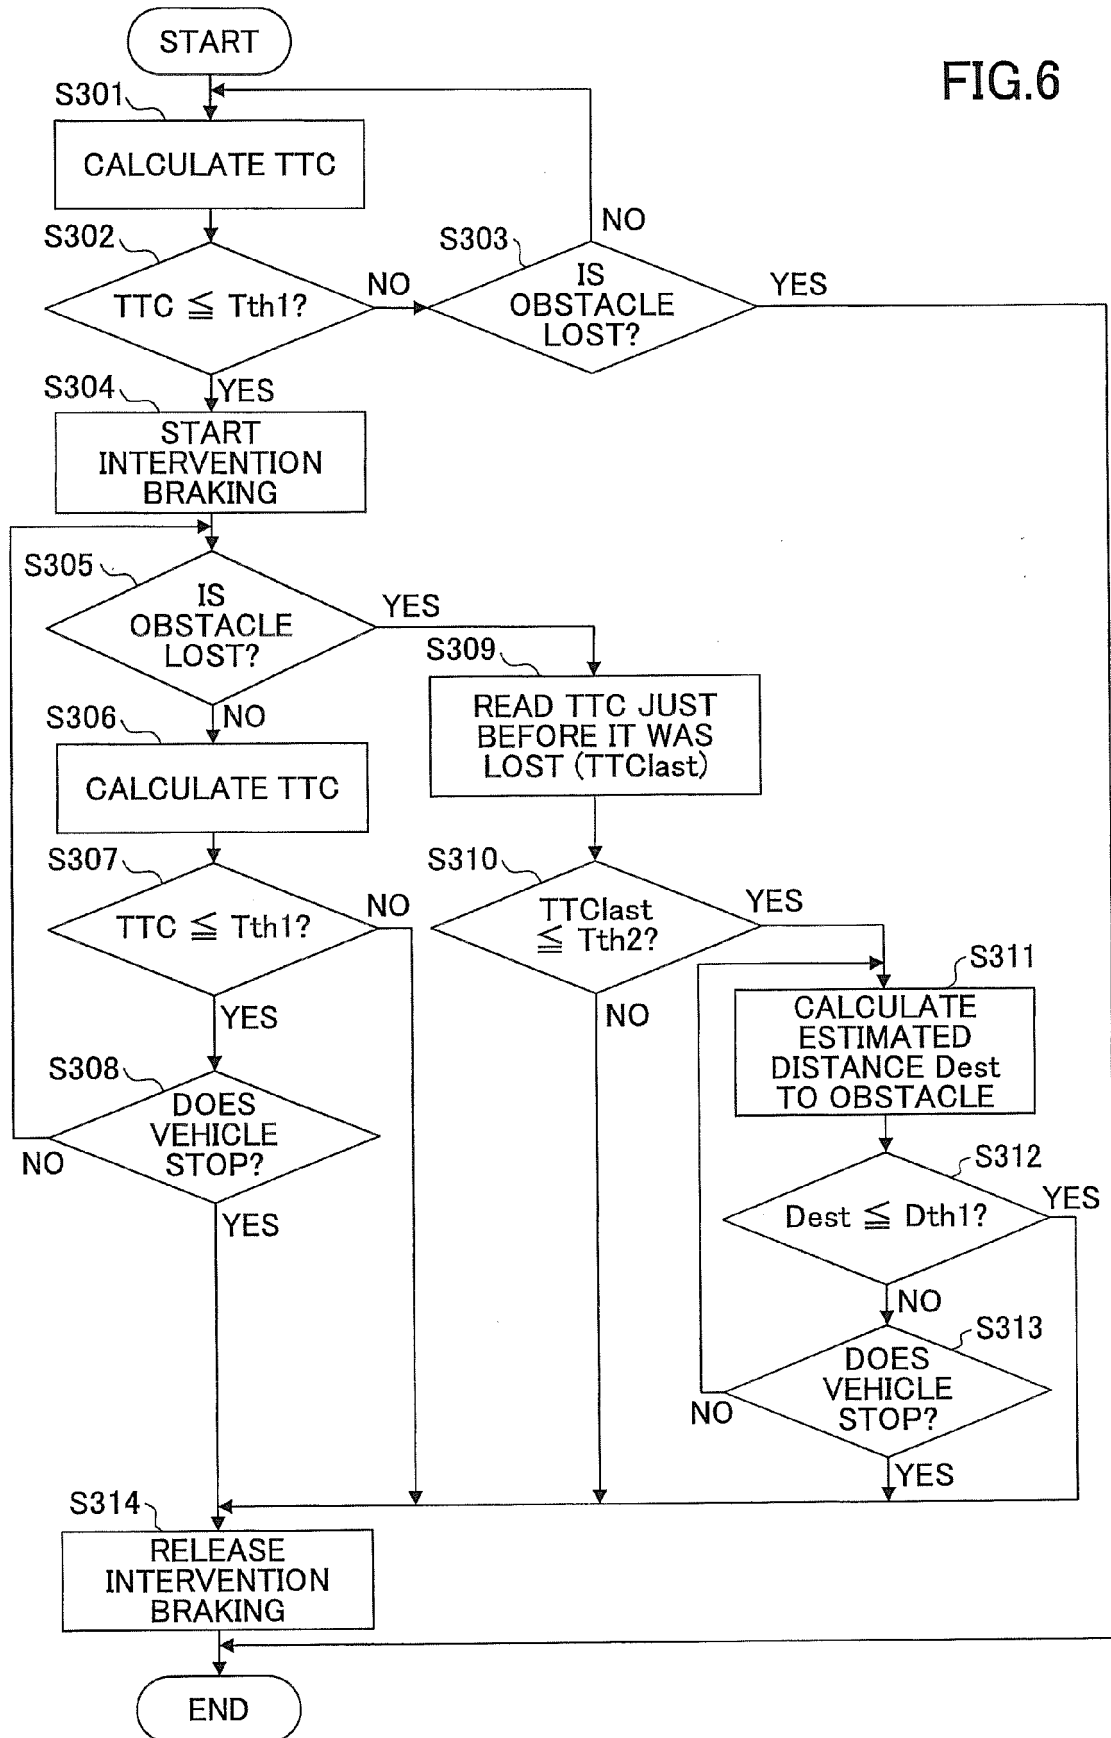 START
FIG.6
S301
CALCULATE TTC
S302
TTC ≦ Tth1?
NO
S303
IS
OBSTACLE
LOST?
NO
YES
YES
S304
START
INTERVENTION
BRAKING
S305
IS
OBSTACLE
LOST?
YES
NO
S306
CALCULATE TTC
S307
TTC ≦ Tth1?
NO
YES
S308
DOES
VEHICLE
STOP?
NO
YES
S309
READ TTC JUST
BEFORE IT WAS
LOST (TTClast)
S310
TTClast
≦ Tth2?
YES
NO
S311
CALCULATE
ESTIMATED
DISTANCE Dest
TO OBSTACLE
S312
Dest ≦ Dth1?
YES
NO
S313
DOES
VEHICLE
STOP?
NO
YES
S314
RELEASE
INTERVENTION
BRAKING
END